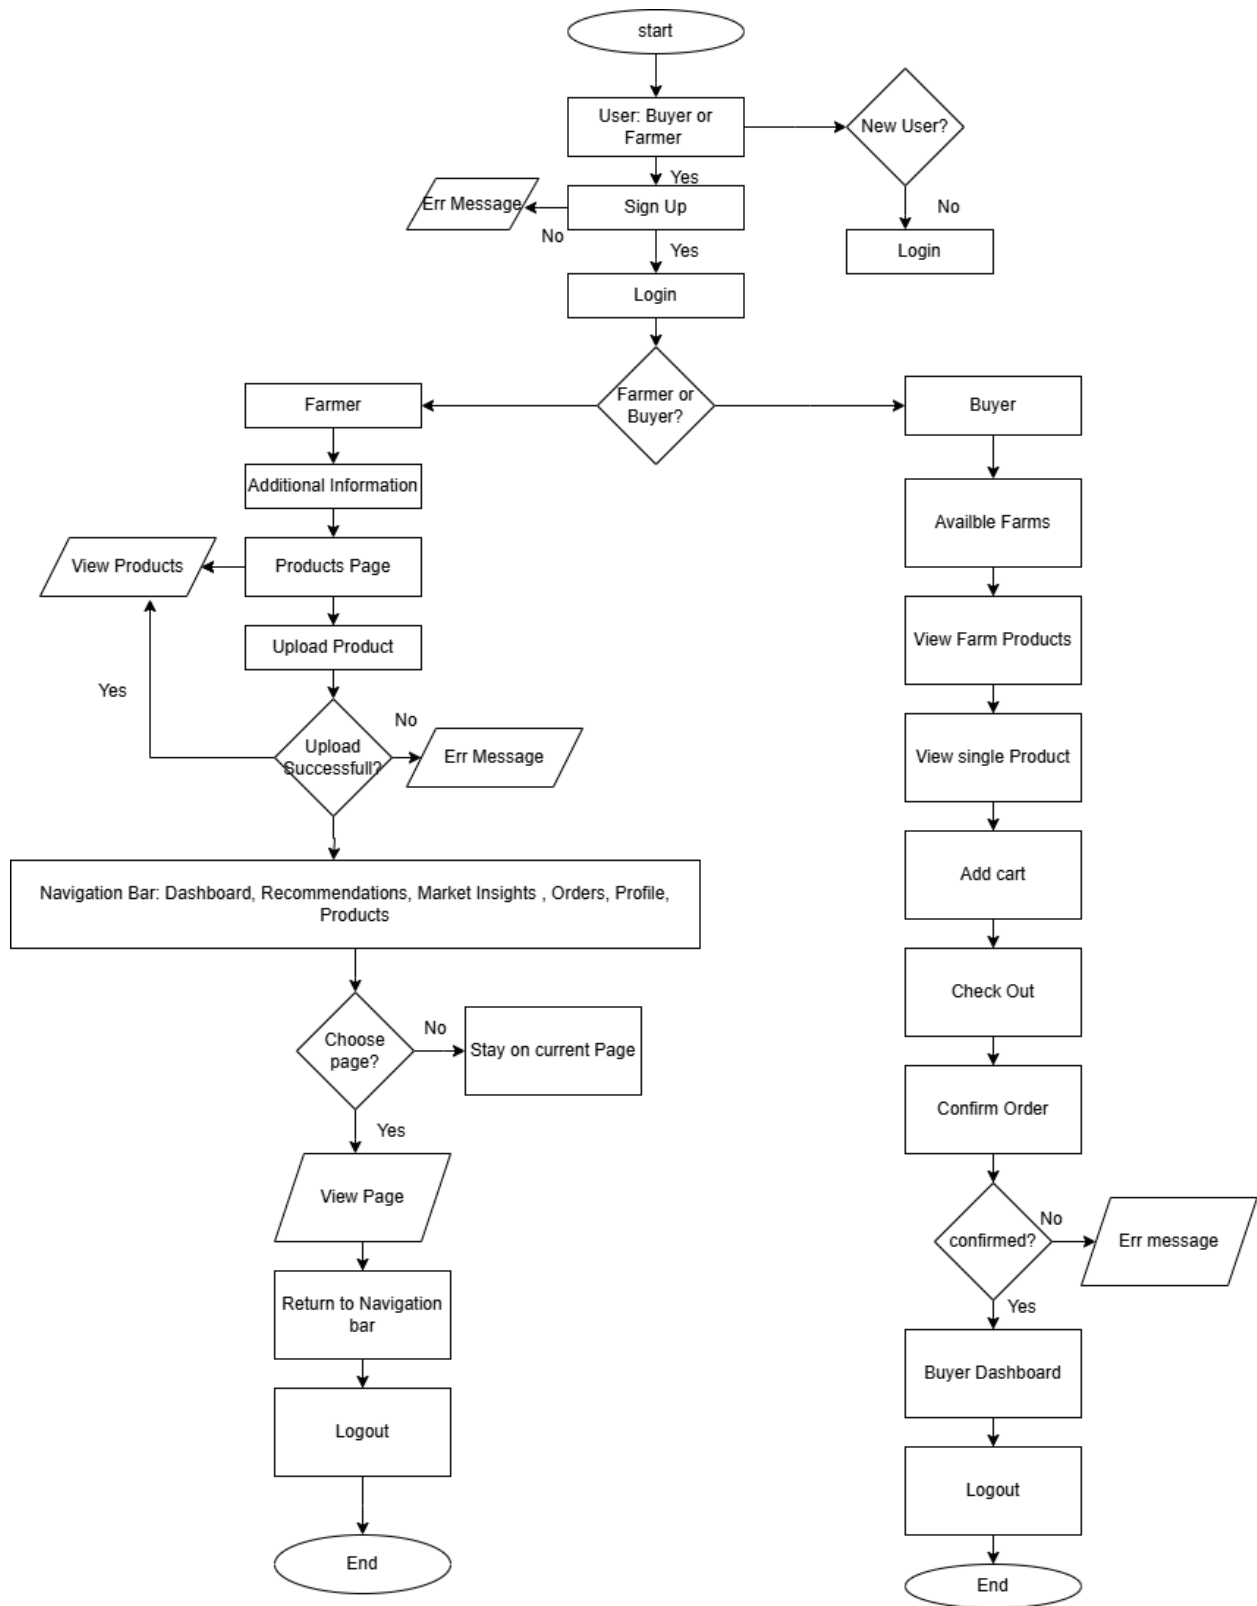 start
User: Buyer or
Farmer
New User?
Yes
Err Message
Sign Up
No
No
Yes
Login
Login
Farmer or
Buyer?
Farmer
Buyer
Additional Information
Availble Farms
View Products
Products Page
Upload Product
View Farm Products
Yes
No
Upload
Successfull?
Err Message
View single Product
Navigation Bar: Dashboard, Recommendations, Market Insights , Orders, Profile,
Products
Add cart
Check Out
Choose
page?
No
Stay on current Page
Yes
Confirm Order
View Page
confirmed?
No
Err message
Yes
Return to Navigation
bar
Buyer Dashboard
Logout
Logout
End
End